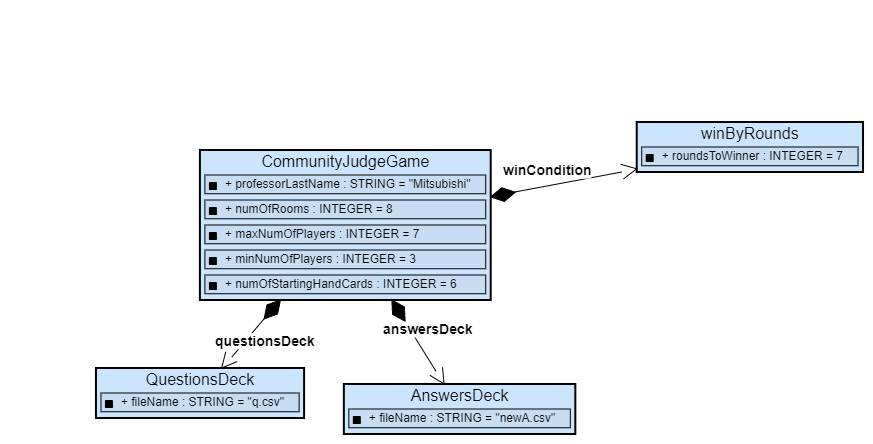 winByRounds
+ roundsToWinner : INTEGER = 7
winCondition
CommunityJudgeGame
+ professorLastName : STRING = "Mitsubishi"
+ numOfRooms : INTEGER = 8
+ maxNumOfPlayers : INTEGER = 7
+ minNumOfPlayers : INTEGER = 3
+ numOfStartingHandCards : INTEGER = 6
questionsDeck
answersDeck
QuestionsDeck
+ fileName : STRING = "q.csv"
AnswersDeck
+ fileName : STRING = "newA.csv"